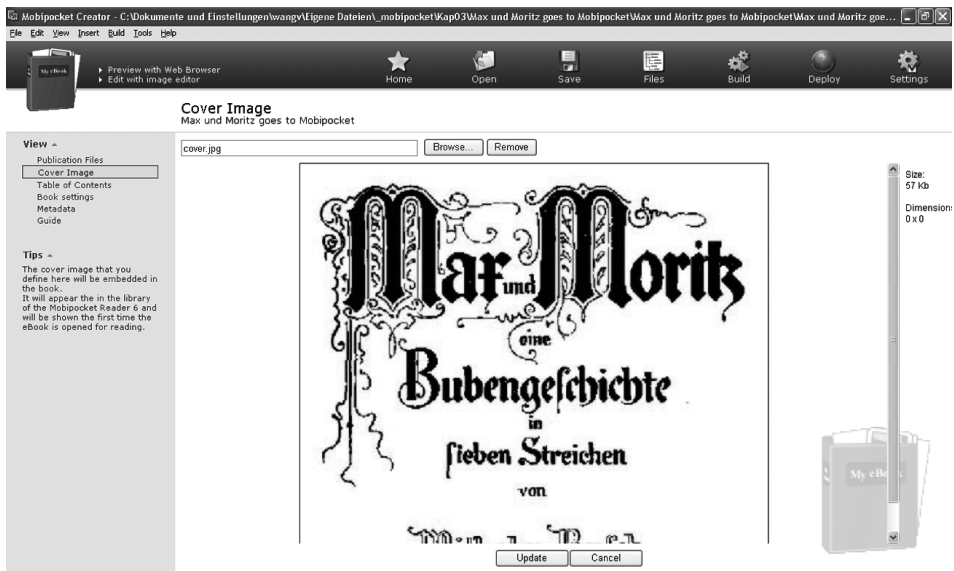 Mobipocket Creator - C:\Dokumente und Einstellungen\wangv\Eigene Dateien\_mobipocket\Kap03\Max und Moritz goes to Mobipocket\Max und Moritz goes to Mobipocket\Max und Moritz goe...
File Edit View Insert Build Tools Help
My eBook
Preview with Web Browser
Edit with image editor
Home Open Save Files Build Deploy Settings
Cover Image
Max und Moritz goes to Mobipocket
View
Publication Files
Cover Image
Table of Contents
Book settings
Metadata
Guide
Tips
The cover image that you
define here will be embedded in
the book.
It will appear the in the library
of the Mobipocket Reader 6 and
will be shown the first time the
eBook is opened for reading.
cover.jpg Browse... Remove
Max und Moritz
eine
Bubengeſchichte
in
ſieben Streichen
von
Size:
57 Kb
Dimension
0 x 0
My eBook
Update Cancel